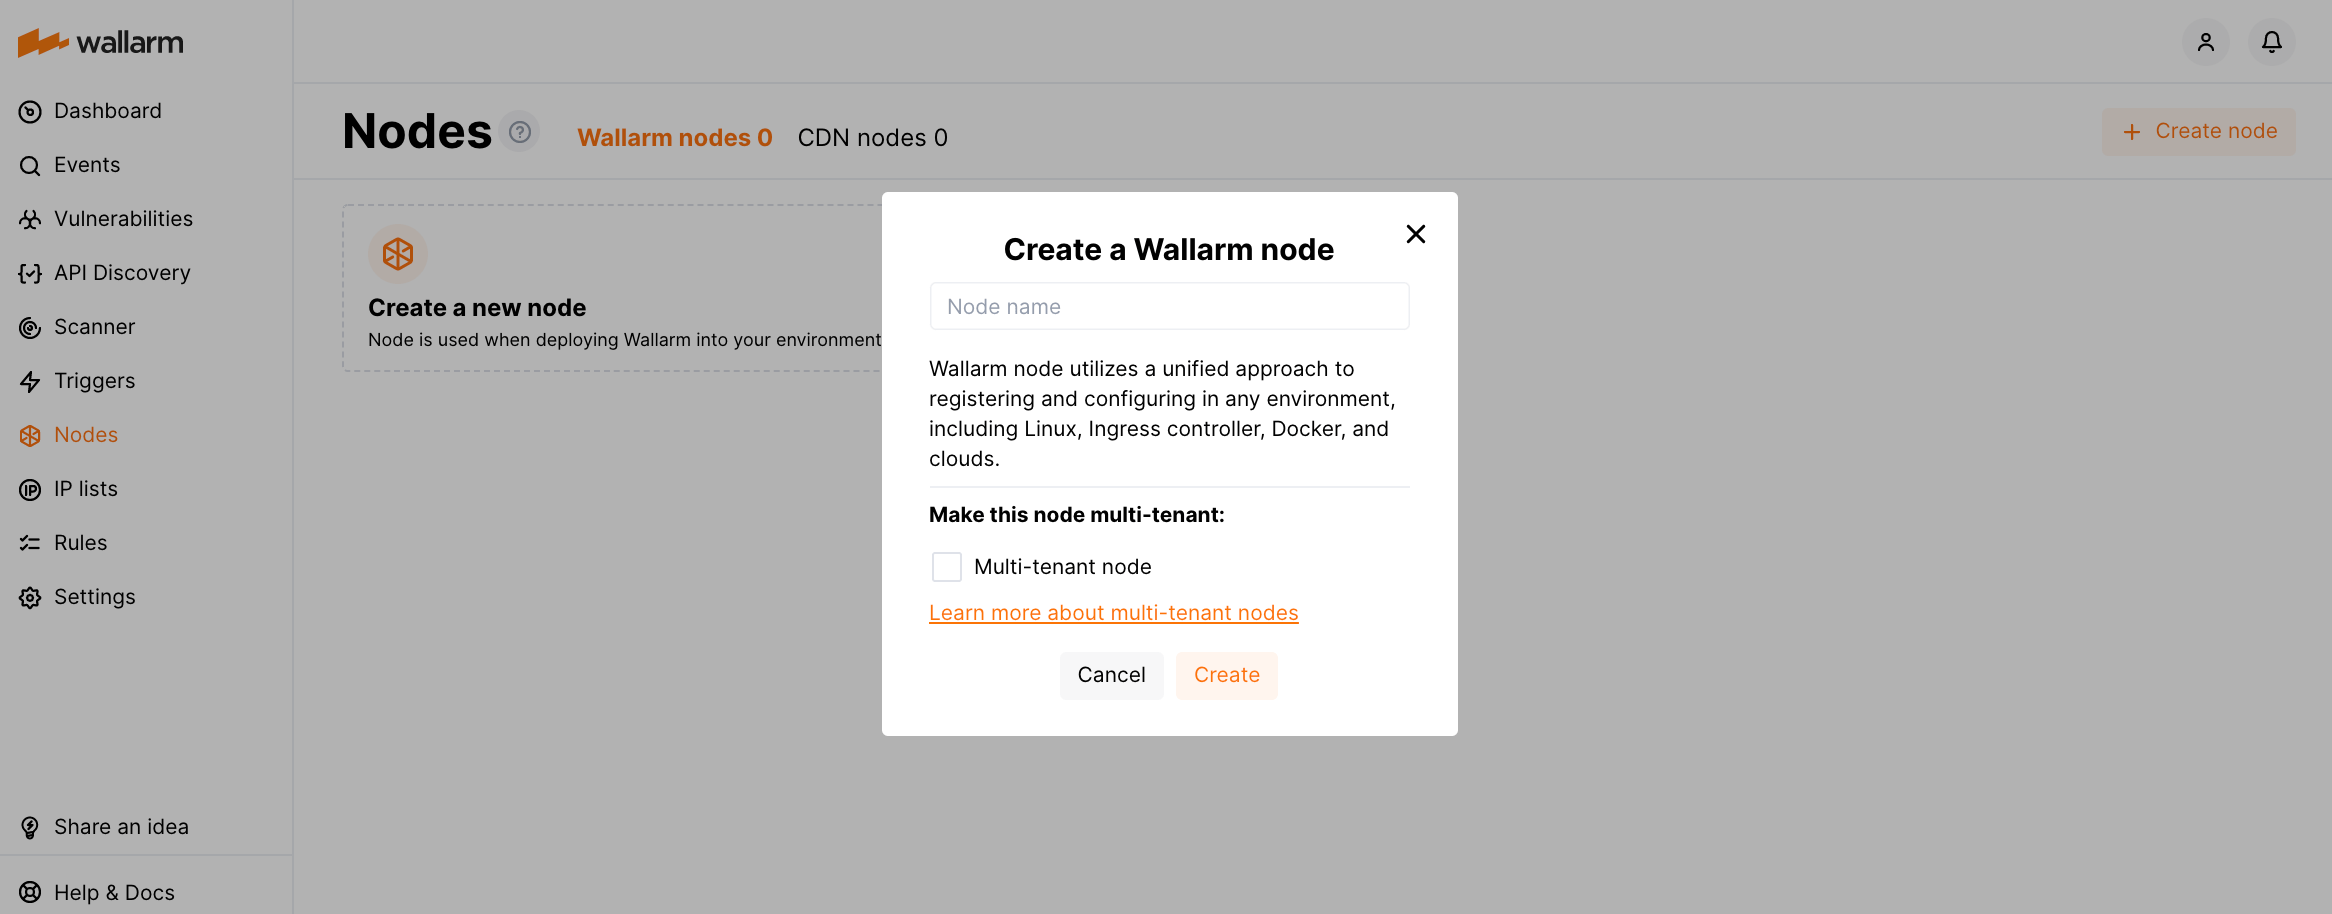 wallarm
Dashboard
Events
Vulnerabilities
API Discovery
Scanner
Triggers
Nodes
IP lists
Rules
Settings
Share an idea
Help & Docs
Nodes
Wallarm nodes 0
CDN nodes 0
Create node
Create a new node
Node is used when deploying Wallarm into your environment
Create a Wallarm node
Node name
Wallarm node utilizes a unified approach to
registering and configuring in any environment,
including Linux, Ingress controller, Docker, and
clouds.
Make this node multi-tenant:
Multi-tenant node
Learn more about multi-tenant nodes
Cancel
Create